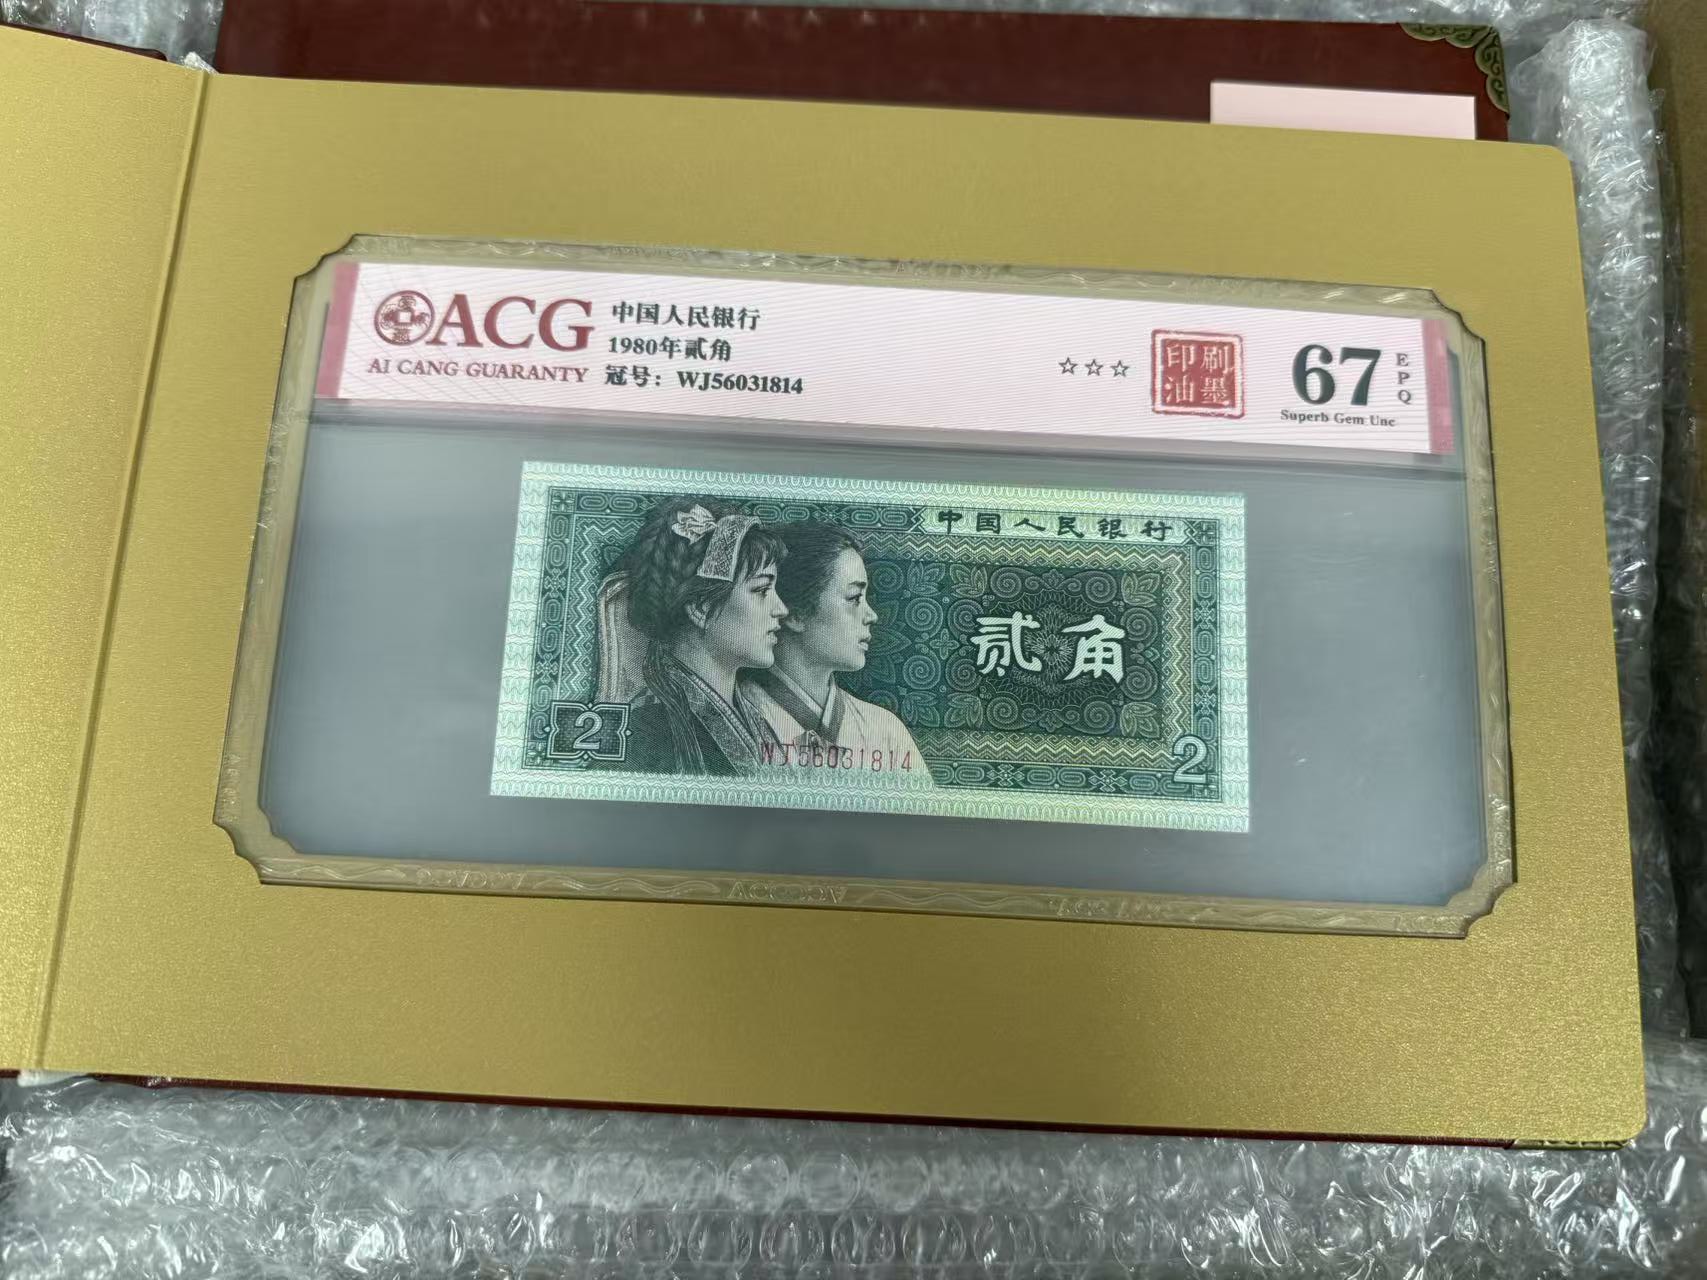 ACG
AI CANG GUARANTY
中国人民银行
1980年贰角
冠号：WJ56031814
☆☆☆
印刷
油墨
67
EPQ
Superb Gem Unc
中国人民银行
贰角
2
WJ56031814
2